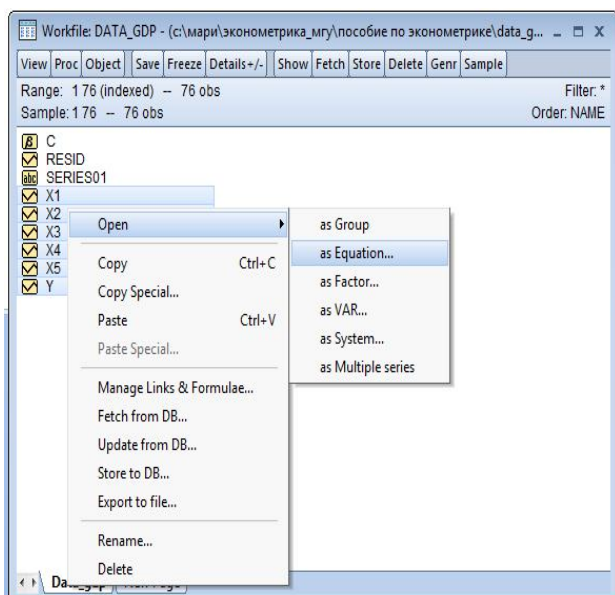 Workfile: DATA_GDP - (c:\мари\эконометрика_мгу\пособие по эконометрике\data_g...
View Proc Object Save Freeze Details+/- Show Fetch Store Delete Genr Sample
Range: 1 76 (indexed) -- 76 obs Filter: *
Sample: 1 76 -- 76 obs Order: NAME
β C
RESID
abc SERIES01
X1
X2
X3
X4
X5
Y
Open
Copy Ctrl+C
Copy Special...
Paste Ctrl+V
Paste Special...
Manage Links & Formulae...
Fetch from DB...
Update from DB...
Store to DB...
Export to file...
Rename...
Delete
as Group
as Equation...
as Factor...
as VAR...
as System...
as Multiple series